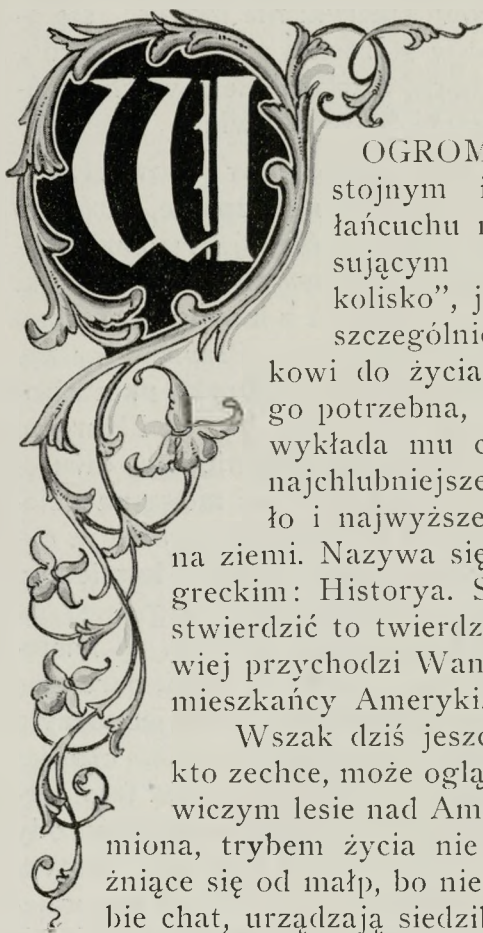 W
OGROM
stojnym i
łańcuchu
sującym
kolisko”, j
szczególnie
kowi do życia
go potrzebna,
wykłada mu
najchlubniejsze
ło i najwyższe
na ziemi. Nazywa się
greckim: Historya. S
stwierdzić to twierdz
wiej przychodzi Wan
mieszkańcy Ameryki.
Wszak dziś jeszc
kto zechce, może oglą
wiczym lesie nad Am
miona, trybem życia nie
żniące się od małp, bo nie
bie chat, urządzają siedzil